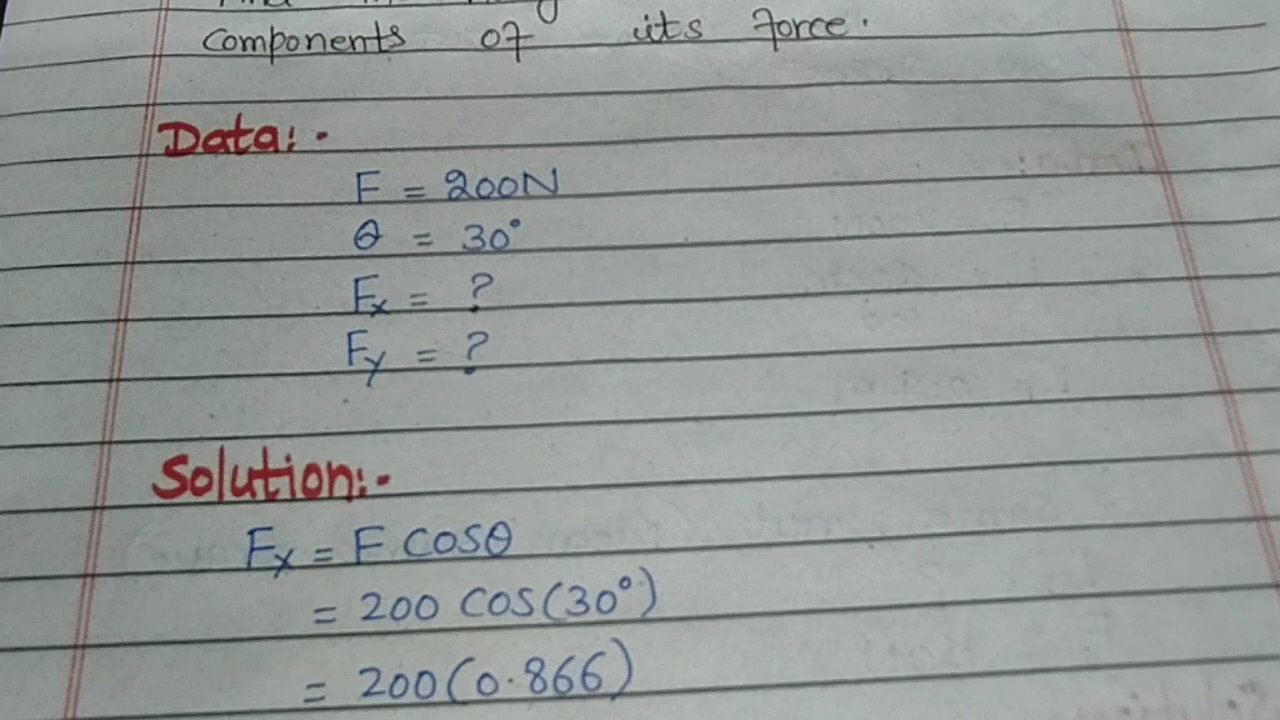 components of its force.
Data:-
F = 200N
θ = 30°
Fx = ?
Fy = ?
Solution:-
Fx = F cosθ
= 200 cos(30°)
= 200(0.866)